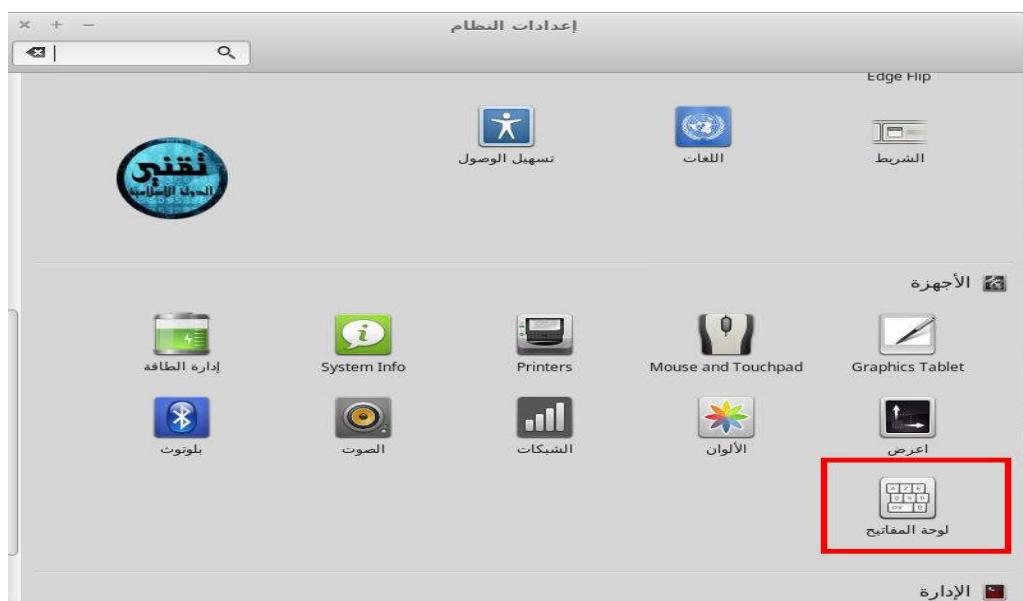 إعدادات النظام
Edge Flip
الشريط
اللغات
تسهيل الوصول
تقني
الدولة الإسلامية
الأجهزة
Graphics Tablet
Mouse and Touchpad
Printers
System Info
إدارة الطاقة
اعرض
الألوان
الشبكات
الصوت
بلوتوث
لوحة المفاتيح
الإدارة